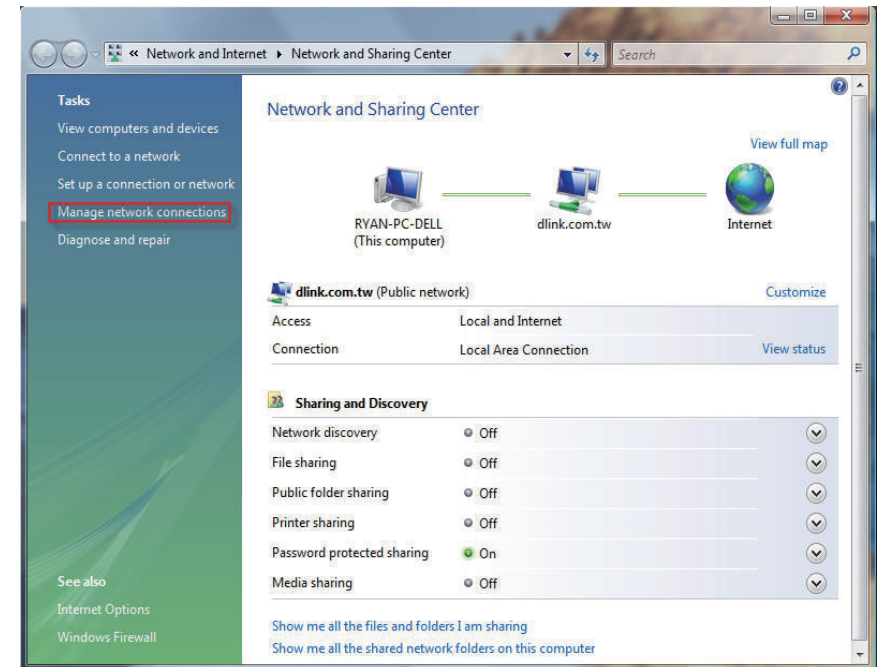 « Network and Internet ▸ Network and Sharing Center
Search
Tasks
View computers and devices
Connect to a network
Set up a connection or network
Manage network connections
Diagnose and repair
See also
Internet Options
Windows Firewall
Network and Sharing Center
View full map
RYAN-PC-DELL
(This computer)
dlink.com.tw
Internet
dlink.com.tw (Public network)
Customize
Access Local and Internet
Connection Local Area Connection View status
Sharing and Discovery
Network discovery Off
File sharing Off
Public folder sharing Off
Printer sharing Off
Password protected sharing On
Media sharing Off
Show me all the files and folders I am sharing
Show me all the shared network folders on this computer